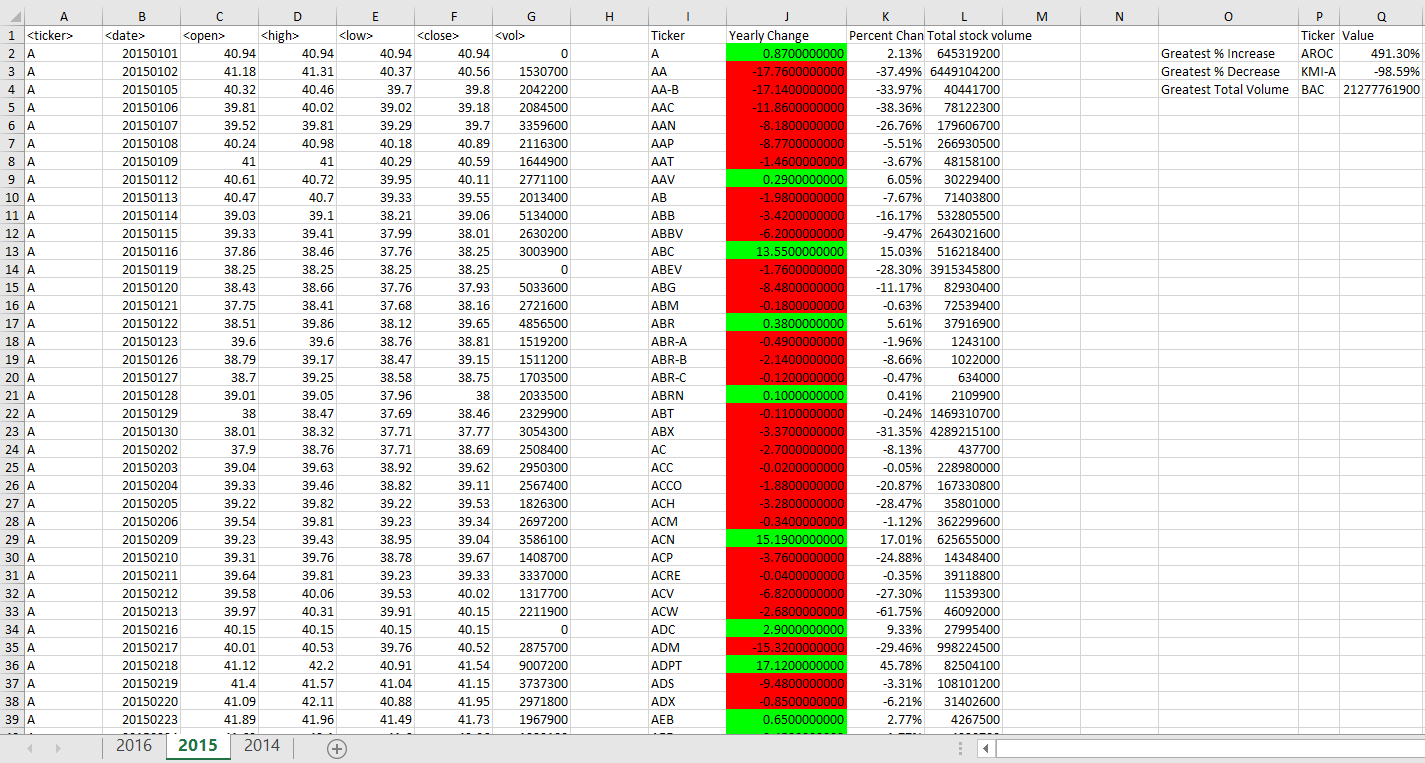 A B C D E F G H I J K L M N O P Q
1 <ticker> <date> <open> <high> <low> <close> <vol> Ticker Yearly Change Percent Chan Total stock volume Ticker Value
2 A 20150101 40.94 40.94 40.94 40.94 0 A 0.8700000000 2.13% 645319200 Greatest % Increase AROC 491.30%
3 A 20150102 41.18 41.31 40.37 40.56 1530700 AA -17.7600000000 -37.49% 6449104200 Greatest % Decrease KMI-A -98.59%
4 A 20150105 40.32 40.46 39.7 39.8 2042200 AA-B -17.1400000000 -33.97% 40441700 Greatest Total Volume BAC 21277761900
5 A 20150106 39.81 40.02 39.02 39.18 2084500 AAC -11.8600000000 -38.36% 78122300
6 A 20150107 39.52 39.81 39.29 39.7 3359600 AAN -8.1800000000 -26.76% 179606700
7 A 20150108 40.24 40.98 40.18 40.89 2116300 AAP -8.7700000000 -5.51% 266930500
8 A 20150109 41 41 40.29 40.59 1644900 AAT -1.4600000000 -3.67% 48158100
9 A 20150112 40.61 40.72 39.95 40.11 2771100 AAV 0.2900000000 6.05% 30229400
10 A 20150113 40.47 40.7 39.33 39.55 2013400 AB -1.9800000000 -7.67% 71403800
11 A 20150114 39.03 39.1 38.21 39.06 5134000 ABB -3.4200000000 -16.17% 532805500
12 A 20150115 39.33 39.41 37.99 38.01 2630200 ABBV -6.2000000000 -9.47% 2643021600
13 A 20150116 37.86 38.46 37.76 38.25 3003900 ABC 13.5500000000 15.03% 516218400
14 A 20150119 38.25 38.25 38.25 38.25 0 ABEV -1.7600000000 -28.30% 3915345800
15 A 20150120 38.43 38.66 37.76 37.93 5033600 ABG -8.4800000000 -11.17% 82930400
16 A 20150121 37.75 38.41 37.68 38.16 2721600 ABM -0.1800000000 -0.63% 72539400
17 A 20150122 38.51 39.86 38.12 39.65 4856500 ABR 0.3800000000 5.61% 37916900
18 A 20150123 39.6 39.6 38.76 38.81 1519200 ABR-A -0.4900000000 -1.96% 1243100
19 A 20150126 38.79 39.17 38.47 39.15 1511200 ABR-B -2.1400000000 -8.66% 1022000
20 A 20150127 38.7 39.25 38.58 38.75 1703500 ABR-C -0.1200000000 -0.47% 634000
21 A 20150128 39.01 39.05 37.96 38 2033500 ABRN 0.1000000000 0.41% 2109900
22 A 20150129 38 38.47 37.69 38.46 2329900 ABT -0.1100000000 -0.24% 1469310700
23 A 20150130 38.01 38.32 37.71 37.77 3054300 ABX -3.3700000000 -31.35% 4289215100
24 A 20150202 37.9 38.76 37.71 38.69 2508400 AC -2.7000000000 -8.13% 437700
25 A 20150203 39.04 39.63 38.92 39.62 2950300 ACC -0.0200000000 -0.05% 228980000
26 A 20150204 39.33 39.46 38.82 39.11 2567400 ACCO -1.8800000000 -20.87% 167330800
27 A 20150205 39.22 39.82 39.22 39.53 1826300 ACH -3.2800000000 -28.47% 35801000
28 A 20150206 39.54 39.81 39.23 39.34 2697200 ACM -0.3400000000 -1.12% 362299600
29 A 20150209 39.23 39.43 38.95 39.04 3586100 ACN 15.1900000000 17.01% 625655000
30 A 20150210 39.31 39.76 38.78 39.67 1408700 ACP -3.7600000000 -24.88% 14348400
31 A 20150211 39.64 39.81 39.23 39.33 3337000 ACRE -0.0400000000 -0.35% 39118800
32 A 20150212 39.58 40.06 39.53 40.02 1317700 ACV -6.8200000000 -27.30% 11539300
33 A 20150213 39.97 40.31 39.91 40.15 2211900 ACW -2.6800000000 -61.75% 46092000
34 A 20150216 40.15 40.15 40.15 40.15 0 ADC 2.9000000000 9.33% 27995400
35 A 20150217 40.01 40.53 39.76 40.52 2875700 ADM -15.3200000000 -29.46% 998224500
36 A 20150218 41.12 42.2 40.91 41.54 9007200 ADPT 17.1200000000 45.78% 82504100
37 A 20150219 41.4 41.57 41.04 41.15 3737300 ADS -9.4800000000 -3.31% 108101200
38 A 20150220 41.09 42.11 40.88 41.95 2971800 ADX -0.8500000000 -6.21% 31402600
39 A 20150223 41.89 41.96 41.49 41.73 1967900 AEB 0.6500000000 2.77% 4267500
2016 2015 2014